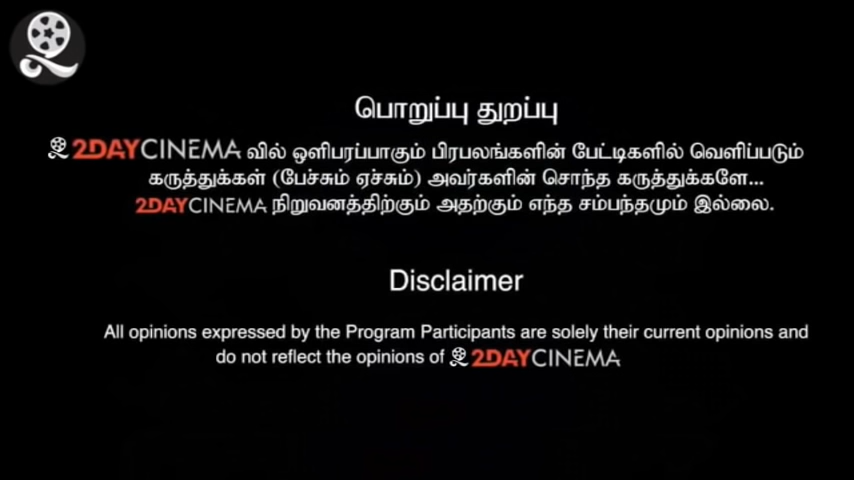 பொறுப்பு துறப்பு
2DAYCINEMA வில் ஒளிபரப்பாகும் பிரபலங்களின் பேட்டிகளில் வெளிப்படும்
கருத்துக்கள் (பேச்சும் ஏச்சும்) அவர்களின் சொந்த கருத்துக்களே...
2DAYCINEMA நிறுவனத்திற்கும் அதற்கும் எந்த சம்பந்தமும் இல்லை.
Disclaimer
All opinions expressed by the Program Participants are solely their current opinions and
do not reflect the opinions of 2DAYCINEMA